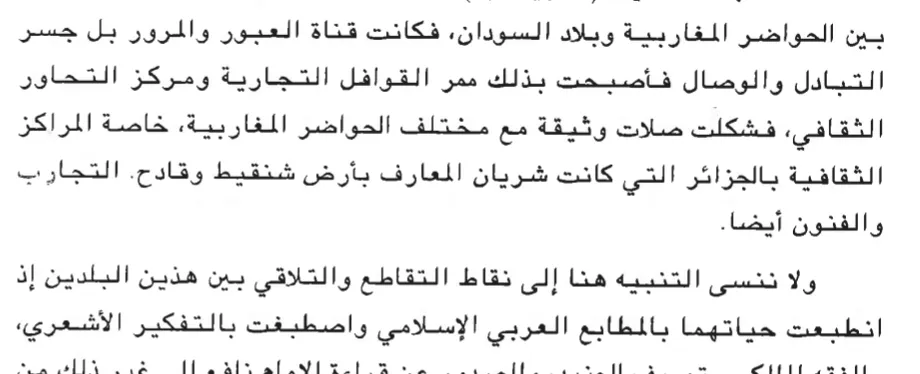 بين الحواضر المغاربية وبلاد السودان، فكانت قناة العبور والمرور بل جسر
التبادل والوصال فأصبحت بذلك ممر القوافل التجارية ومركز التحاور
الثقافي، فشكلت صلات وثيقة مع مختلف الحواضر المغاربية، خاصة المراكز
الثقافية بالجزائر التي كانت شريان المعارف بأرض شنقيط وقادح. التجارب
والفنون أيضا.
ولا ننسى التنبيه هنا إلى نقاط التقاطع والتلاقي بين هذين البلدين إذ
انطبعت حياتهما بالمطابع العربي الإسلامي واصطبغت بالتفكير الأشعري،